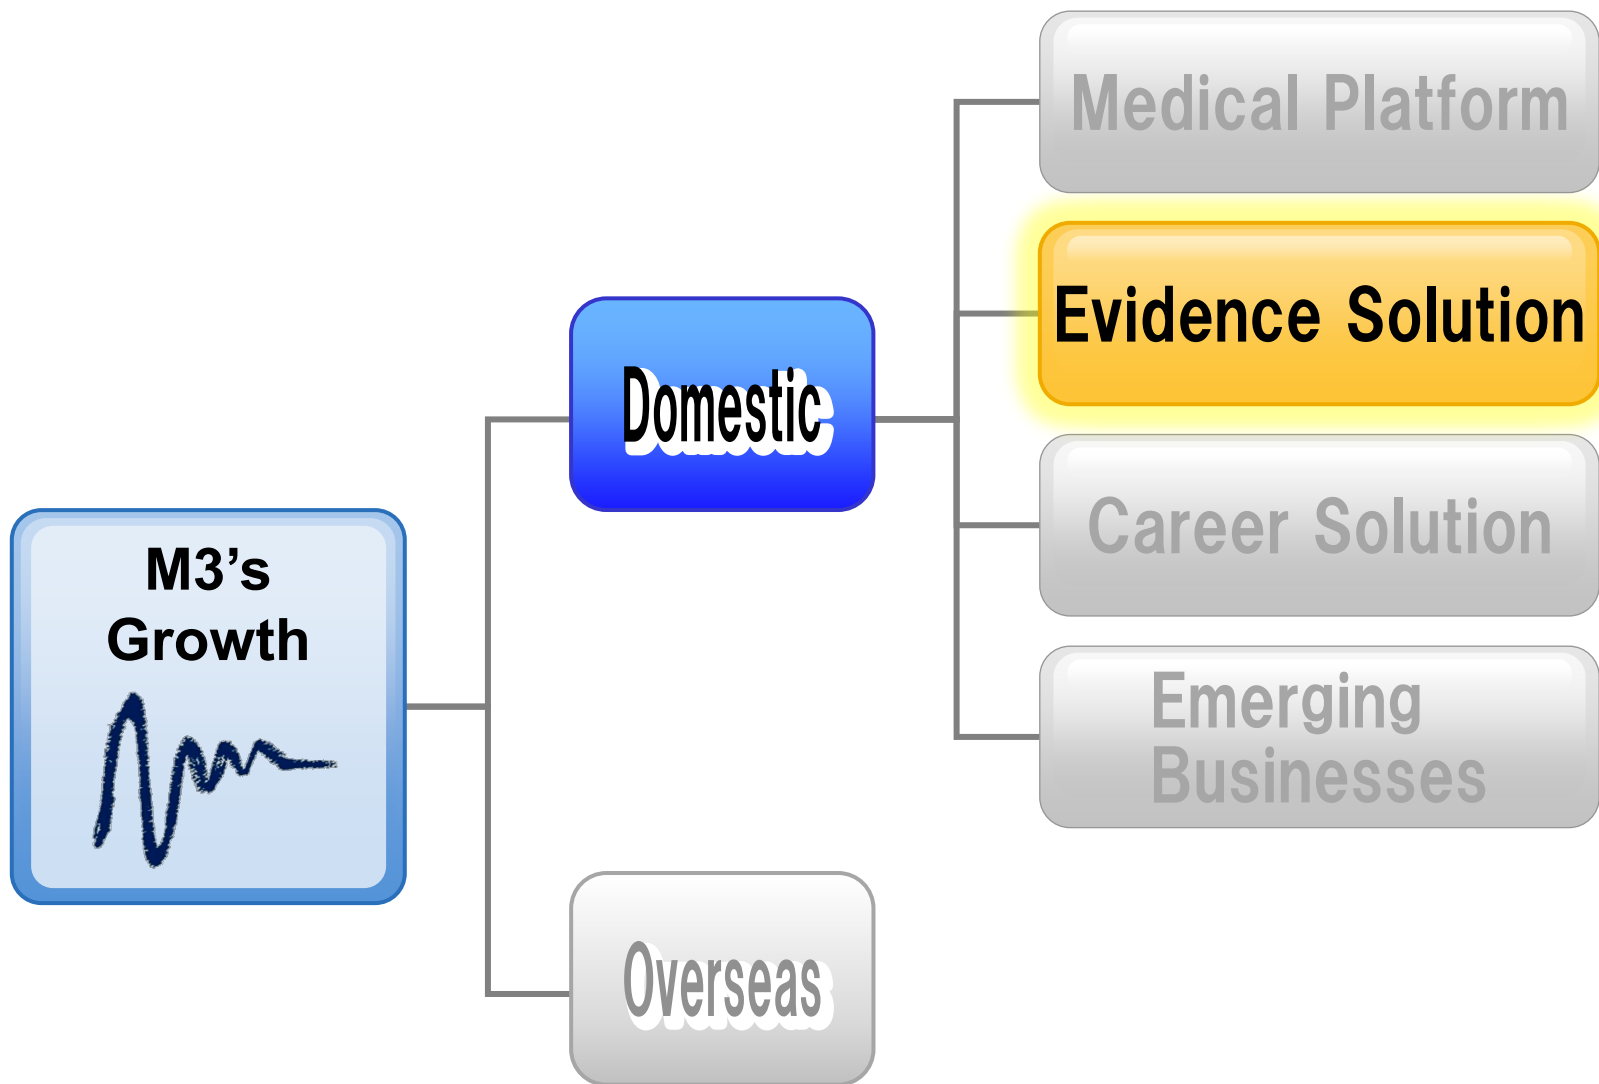 M3’s
Growth
Domestic
Overseas
Medical Platform
Evidence Solution
Career Solution
Emerging
Businesses